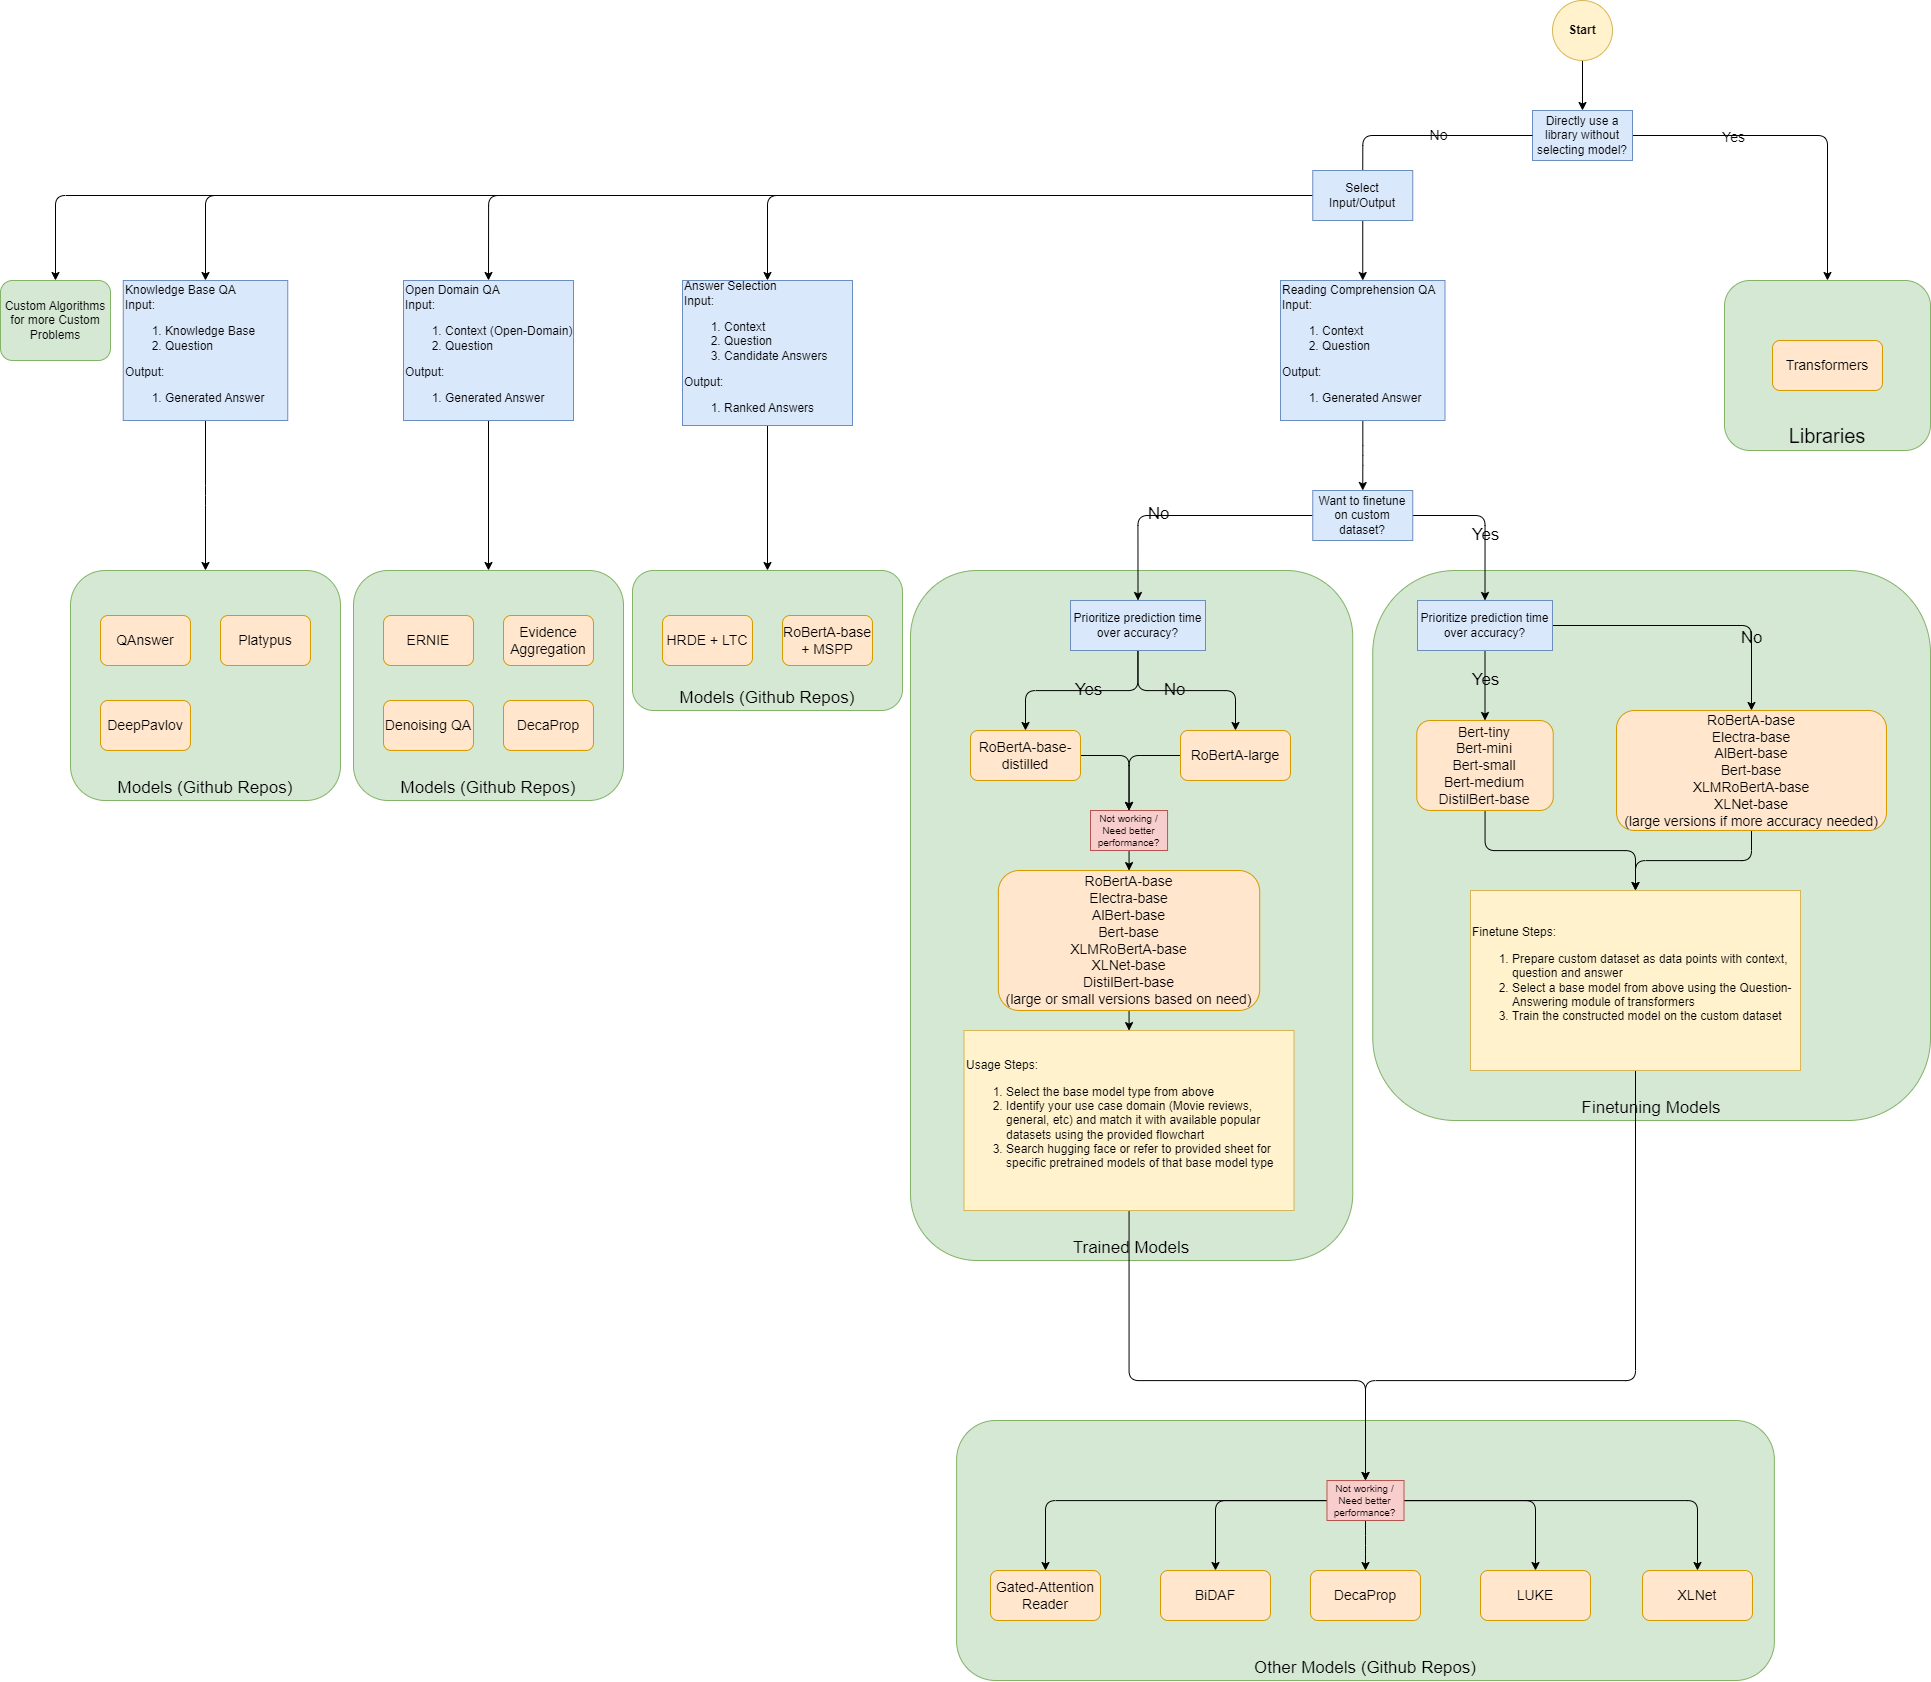 Start
Directly use a
library without
selecting model?
No
Yes
Select
Input/Output
Custom Algorithms
for more Custom
Problems
Knowledge Base QA
Input:
1. Knowledge Base
2. Question
Output:
1. Generated Answer
Open Domain QA
Input:
1. Context (Open-Domain)
2. Question
Output:
1. Generated Answer
Answer Selection
Input:
1. Context
2. Question
3. Candidate Answers
Output:
1. Ranked Answers
Reading Comprehension QA
Input:
1. Context
2. Question
Output:
1. Generated Answer
Transformers
Libraries
Want to finetune
on custom
dataset?
No
Yes
QAnswer
Platypus
DeepPavlov
Models (Github Repos)
ERNIE
Evidence
Aggregation
Denoising QA
DecaProp
Models (Github Repos)
HRDE + LTC
RoBertA-base
+ MSPP
Models (Github Repos)
Prioritize prediction time
over accuracy?
Yes
No
RoBertA-base-
distilled
RoBertA-large
Not working /
Need better
performance?
RoBertA-base
Electra-base
AlBert-base
Bert-base
XLMRoBertA-base
XLNet-base
DistilBert-base
(large or small versions based on need)
Usage Steps:
1. Select the base model type from above
2. Identify your use case domain (Movie reviews,
general, etc) and match it with available popular
datasets using the provided flowchart
3. Search hugging face or refer to provided sheet for
specific pretrained models of that base model type
Trained Models
Prioritize prediction time
over accuracy?
No
Yes
Bert-tiny
Bert-mini
Bert-small
Bert-medium
DistilBert-base
RoBertA-base
Electra-base
AlBert-base
Bert-base
XLMRoBertA-base
XLNet-base
(large versions if more accuracy needed)
Finetune Steps:
1. Prepare custom dataset as data points with context,
question and answer
2. Select a base model from above using the Question-
Answering module of transformers
3. Train the constructed model on the custom dataset
Finetuning Models
Not working /
Need better
performance?
Gated-Attention
Reader
BiDAF
DecaProp
LUKE
XLNet
Other Models (Github Repos)